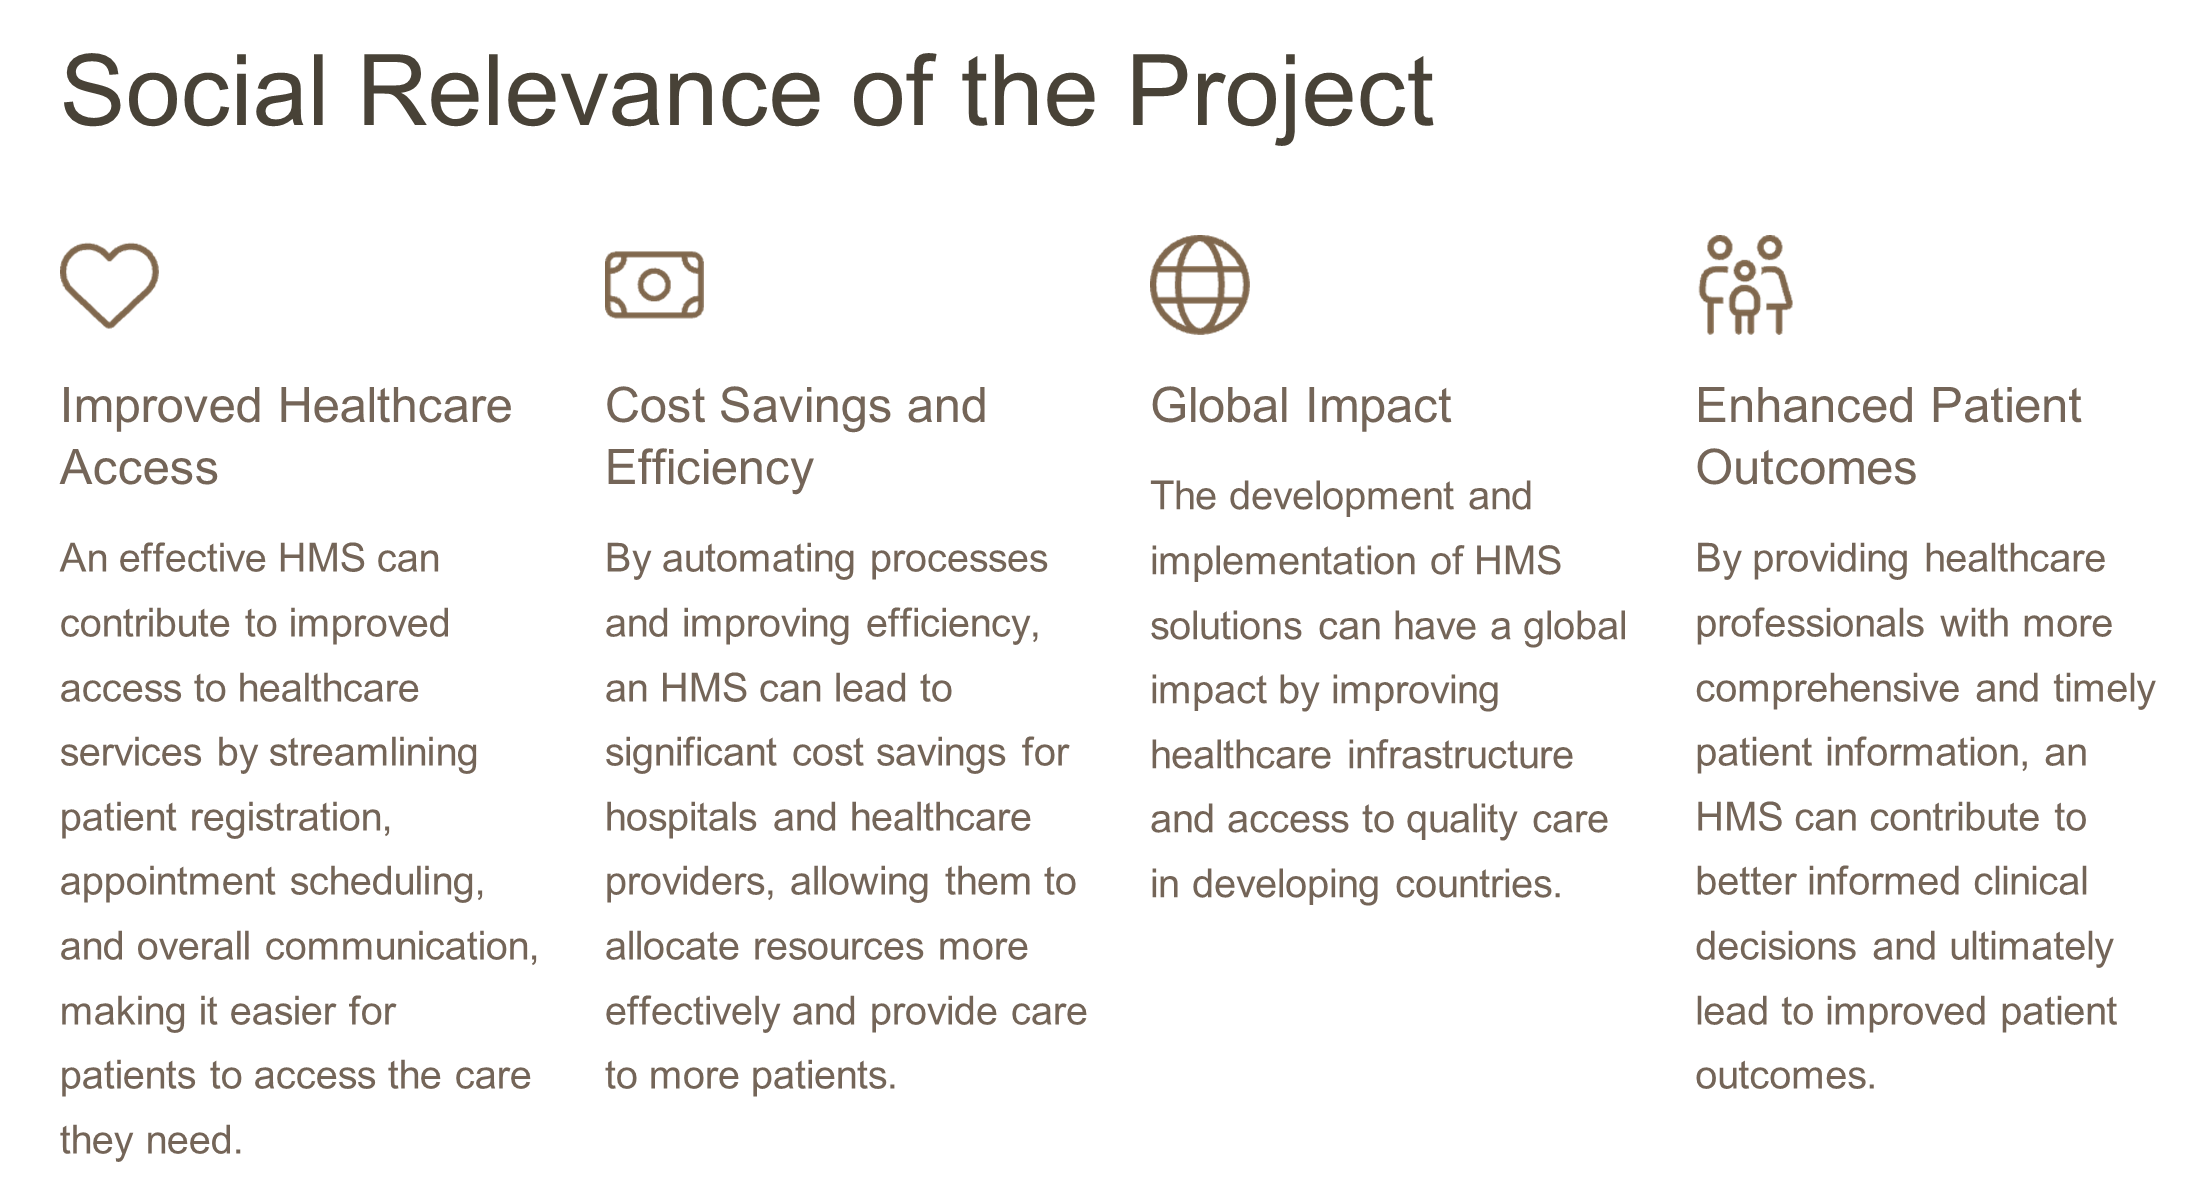 Social Relevance of the Project
Improved Healthcare
Access
An effective HMS can
contribute to improved
access to healthcare
services by streamlining
patient registration,
appointment scheduling,
and overall communication,
making it easier for
patients to access the care
they need.
Cost Savings and
Efficiency
By automating processes
and improving efficiency,
an HMS can lead to
significant cost savings for
hospitals and healthcare
providers, allowing them to
allocate resources more
effectively and provide care
to more patients.
Global Impact
The development and
implementation of HMS
solutions can have a global
impact by improving
healthcare infrastructure
and access to quality care
in developing countries.
Enhanced Patient
Outcomes
By providing healthcare
professionals with more
comprehensive and timely
patient information, an
HMS can contribute to
better informed clinical
decisions and ultimately
lead to improved patient
outcomes.